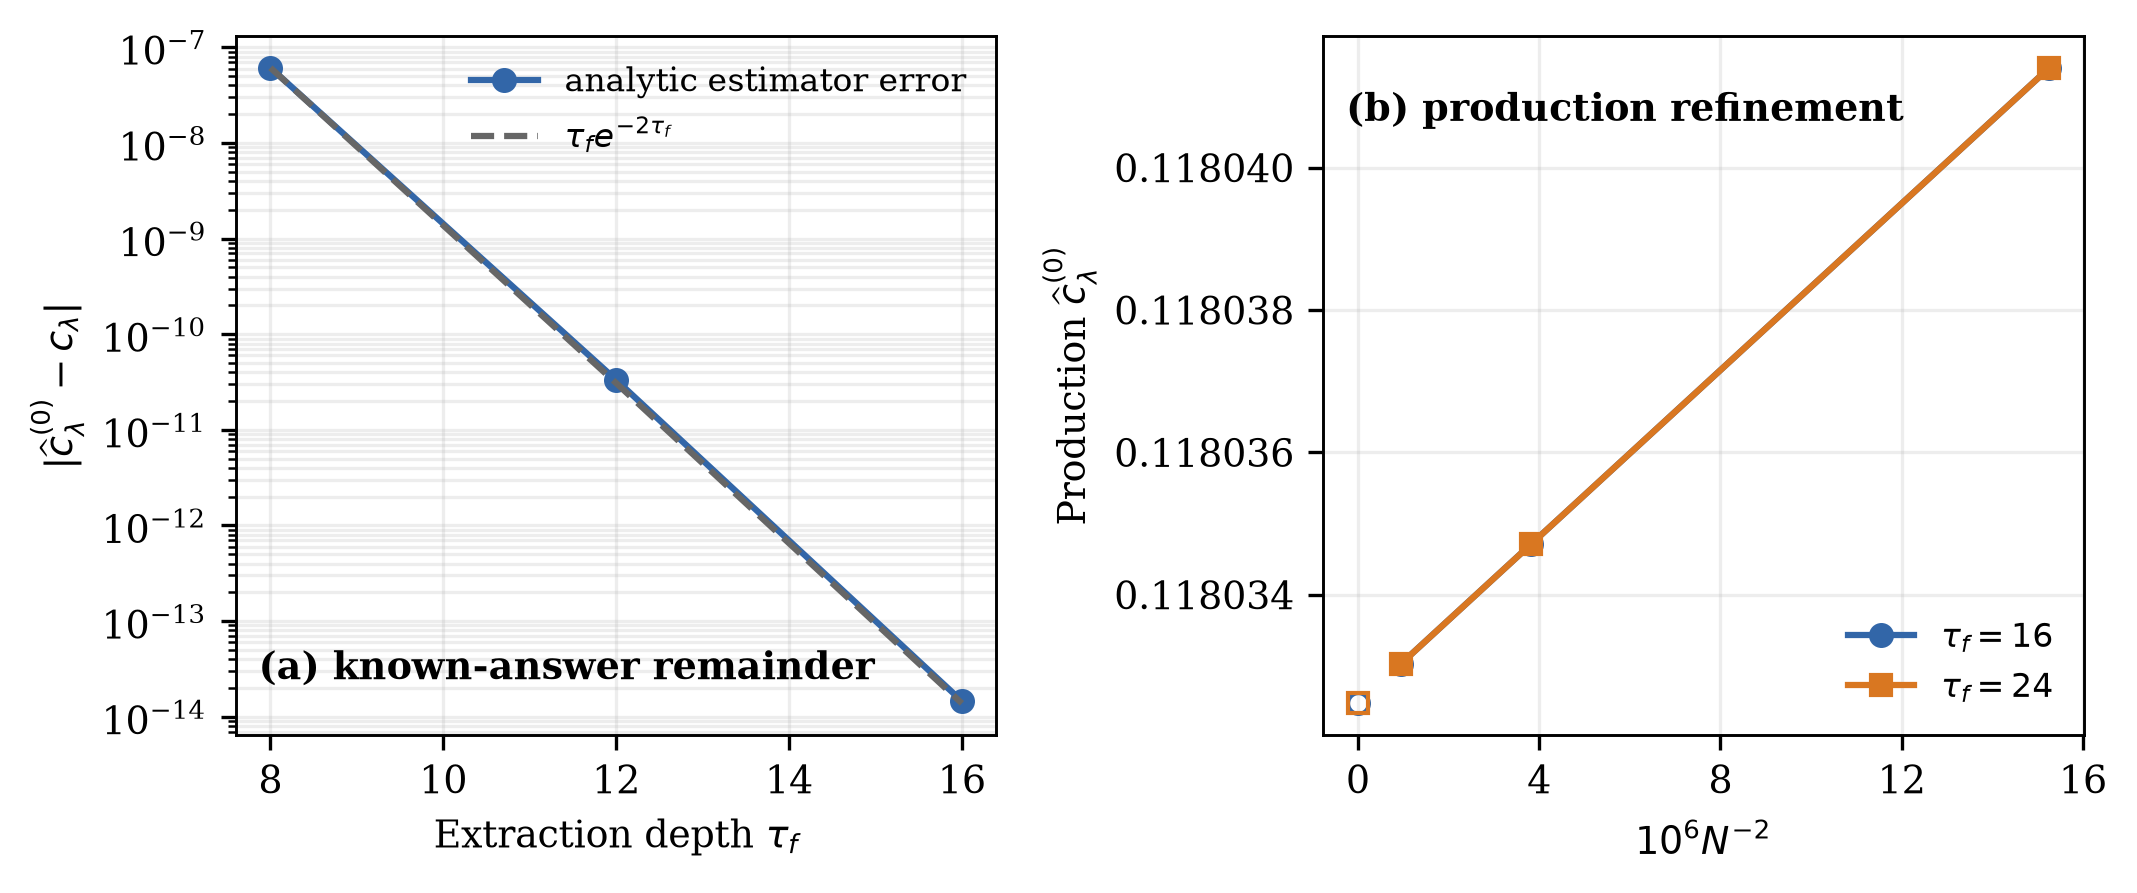 10⁻⁷
10⁻⁸
10⁻⁹
10⁻¹⁰
10⁻¹¹
10⁻¹²
10⁻¹³
10⁻¹⁴
|ĉ_λ^(0) − c_λ|
analytic estimator error
τ_f e^(−2τ_f)
(a) known-answer remainder
8 10 12 14 16
Extraction depth τ_f
(b) production refinement
0.118040
0.118038
0.118036
0.118034
Production ĉ_λ^(0)
τ_f = 16
τ_f = 24
0 4 8 12 16
10⁶N⁻²